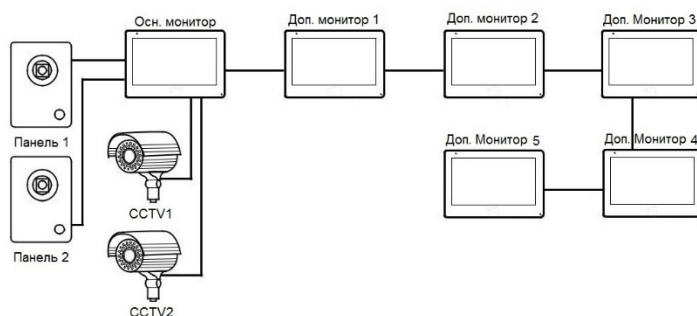 Осн. монитор
Доп. монитор 1
Доп. монитор 2
Доп. Монитор 3
Панель 1
Доп. Монитор 5
Доп. Монитор 4
CCTV1
Панель 2
CCTV2